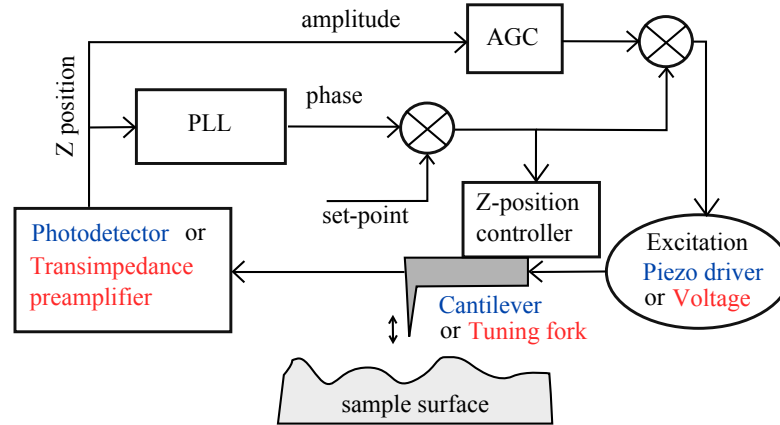 amplitude
AGC
Z position
PLL
phase
set-point
Z-position
controller
Photodetector or
Transimpedance
preamplifier
Excitation
Piezo driver
or Voltage
Cantilever
or Tuning fork
sample surface